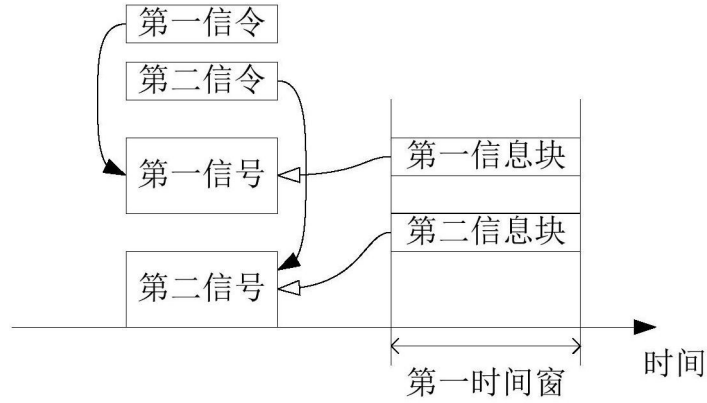 第一信令
第二信令
第一信号
第一信息块
第二信息块
第二信号
时间
第一时间窗